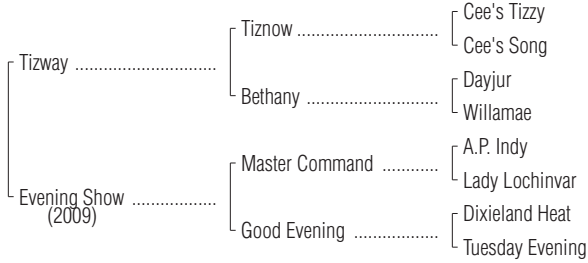 Cee's Tizzy
Tiznow
Cee's Song
Tizway
Dayjur
Bethany
Willamae
A.P. Indy
Master Command
Lady Lochinvar
Evening Show
(2009)
Dixieland Heat
Good Evening
Tuesday Evening